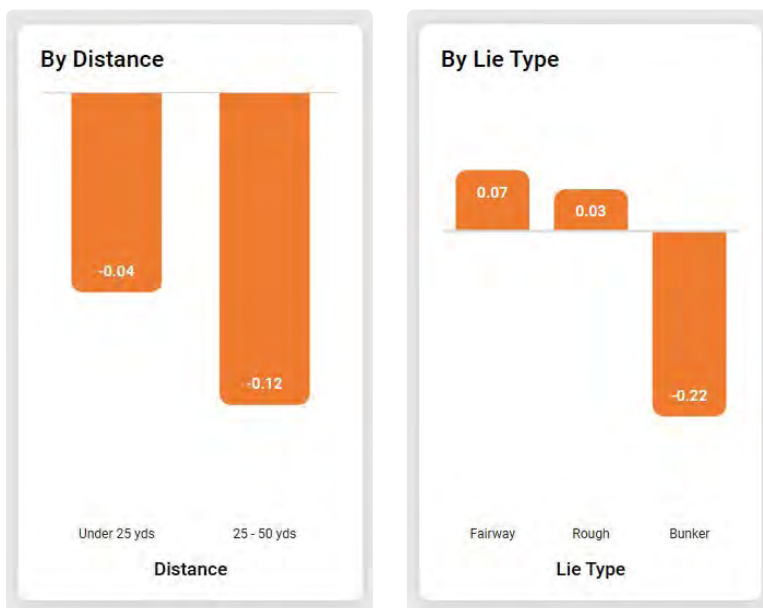 By Distance
-0.04
-0.12
Under 25 yds
25 - 50 yds
Distance
By Lie Type
0.07
0.03
-0.22
Fairway
Rough
Bunker
Lie Type